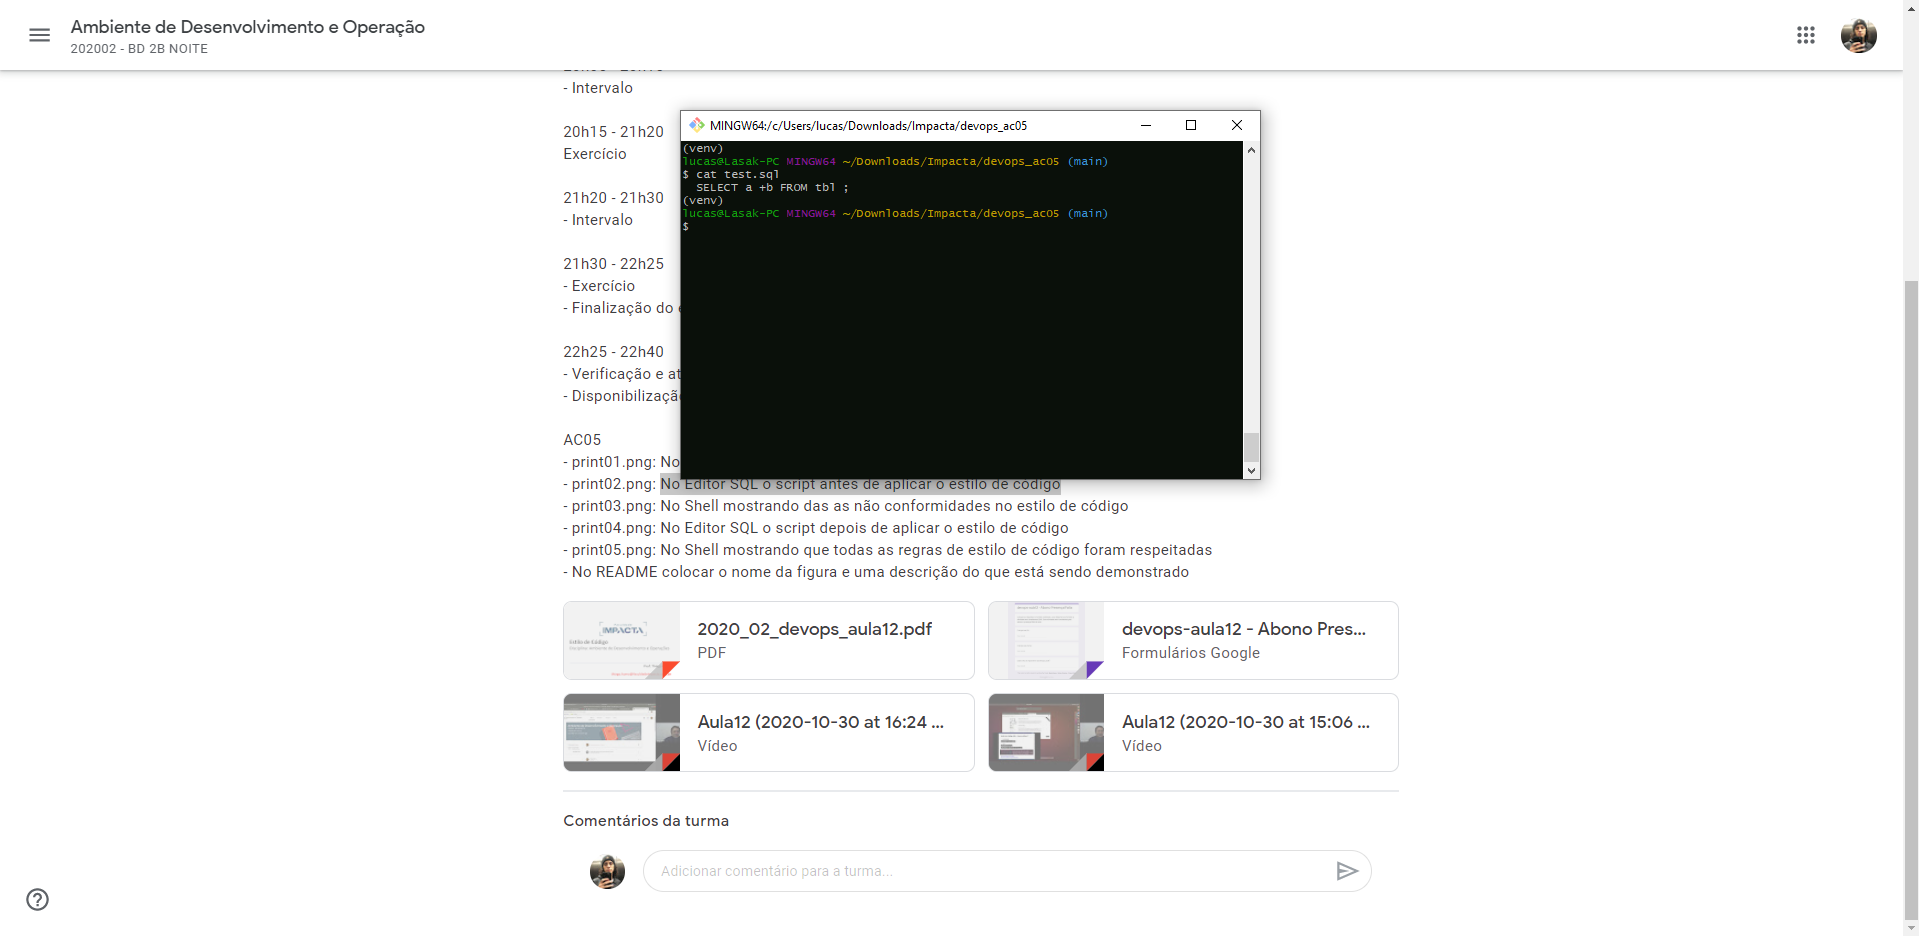 Ambiente de Desenvolvimento e Operação
202002 - BD 2B NOITE
- Intervalo
20h15 - 21h20
Exercício
21h20 - 21h30
- Intervalo
21h30 - 22h25
- Exercício
- Finalização do
22h25 - 22h40
- Verificação e
- Disponibilizaçã
AC05
- print01.png: No
- print02.png: No Editor SQL o script antes de aplicar o estilo de código
- print03.png: No Shell mostrando das as não conformidades no estilo de código
- print04.png: No Editor SQL o script depois de aplicar o estilo de código
- print05.png: No Shell mostrando que todas as regras de estilo de código foram respeitadas
- No README colocar o nome da figura e uma descrição do que está sendo demonstrado
MINGW64:/c/Users/lucas/Downloads/Impacta/devops_ac05
(venv)
lucas@Lasak-PC MINGW64 ~/Downloads/Impacta/devops_ac05 (main)
$ cat test.sql
SELECT a +b FROM tbl ;
(venv)
lucas@Lasak-PC MINGW64 ~/Downloads/Impacta/devops_ac05 (main)
$
IMPACTA
Estilo de Código
2020_02_devops_aula12.pdf
PDF
devops-aula12 - Abono Pres...
Formulários Google
Aula12 (2020-10-30 at 16:24 ...
Vídeo
Aula12 (2020-10-30 at 15:06 ...
Vídeo
Comentários da turma
Adicionar comentário para a turma...